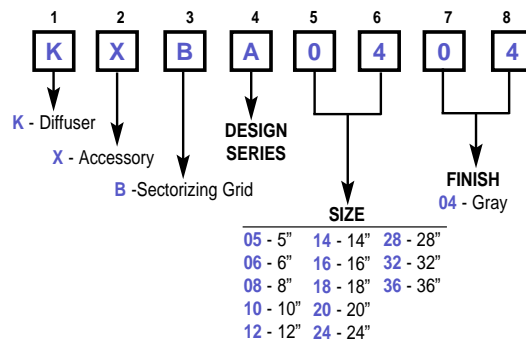 1 2 3 4 5 6 7 8
K X B A 0 4 0 4
K - Diffuser
X - Accessory
B -Sectorizing Grid
DESIGN
SERIES
SIZE
05 - 5” 14 - 14” 28 - 28”
06 - 6” 16 - 16” 32 - 32”
08 - 8” 18 - 18” 36 - 36”
10 - 10” 20 - 20”
12 - 12” 24 - 24”
FINISH
04 - Gray